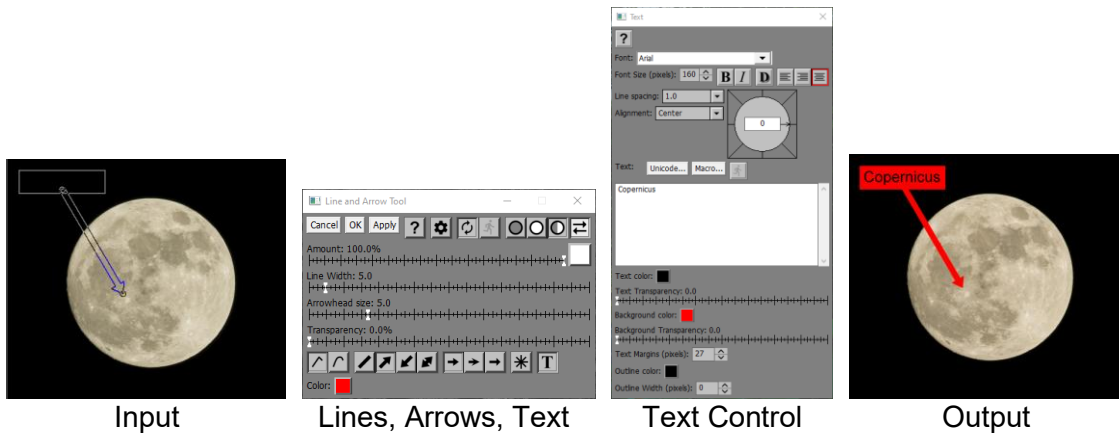 Text
?
Font: Arial
Font Size (pixels): 160 B I D
Line spacing: 1.0
Alignment: Center
0
Text: Unicode... Macro...
Copernicus
Text color:
Text Transparency: 0.0
Background color:
Background Transparency: 0.0
Text Margins (pixels): 27
Outline color:
Outline Width (pixels): 0
Line and Arrow Tool
Cancel OK Apply ?
Amount: 100.0%
Line Width: 5.0
Arrowhead size: 5.0
Transparency: 0.0%
T
Color:
Copernicus
Input
Lines, Arrows, Text
Text Control
Output